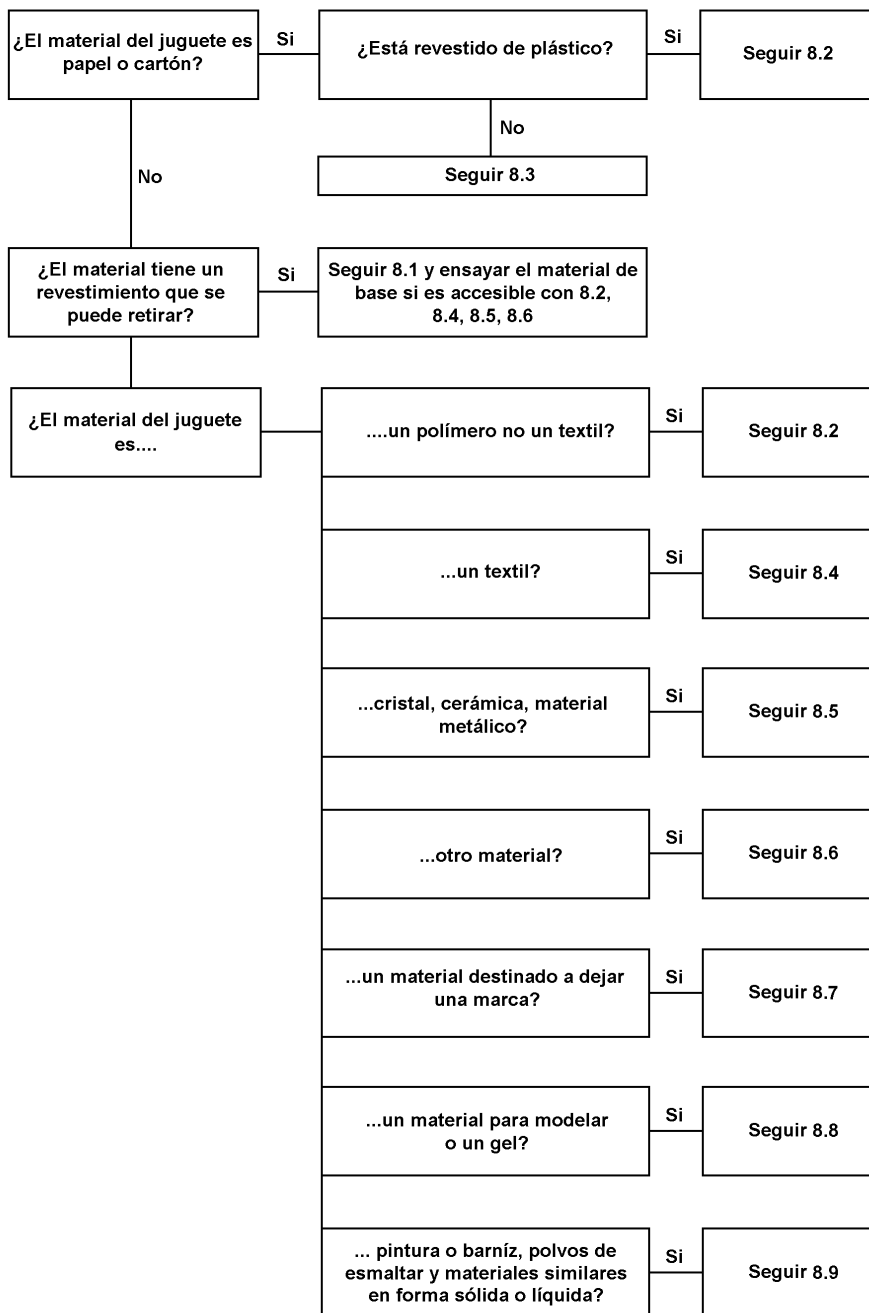 ¿El material del juguete es
papel o cartón?
Si
¿Está revestido de plástico?
Si
Seguir 8.2
No
Seguir 8.3
No
¿El material tiene un
revestimiento que se
puede retirar?
Si
Seguir 8.1 y ensayar el material de
base si es accesible con 8.2,
8.4, 8.5, 8.6
¿El material del juguete
es....
....un polímero no un textil?
Si
Seguir 8.2
...un textil?
Si
Seguir 8.4
...cristal, cerámica, material
metálico?
Si
Seguir 8.5
...otro material?
Si
Seguir 8.6
...un material destinado a dejar
una marca?
Si
Seguir 8.7
...un material para modelar
o un gel?
Si
Seguir 8.8
... pintura o barníz, polvos de
esmaltar y materiales similares
en forma sólida o líquida?
Si
Seguir 8.9